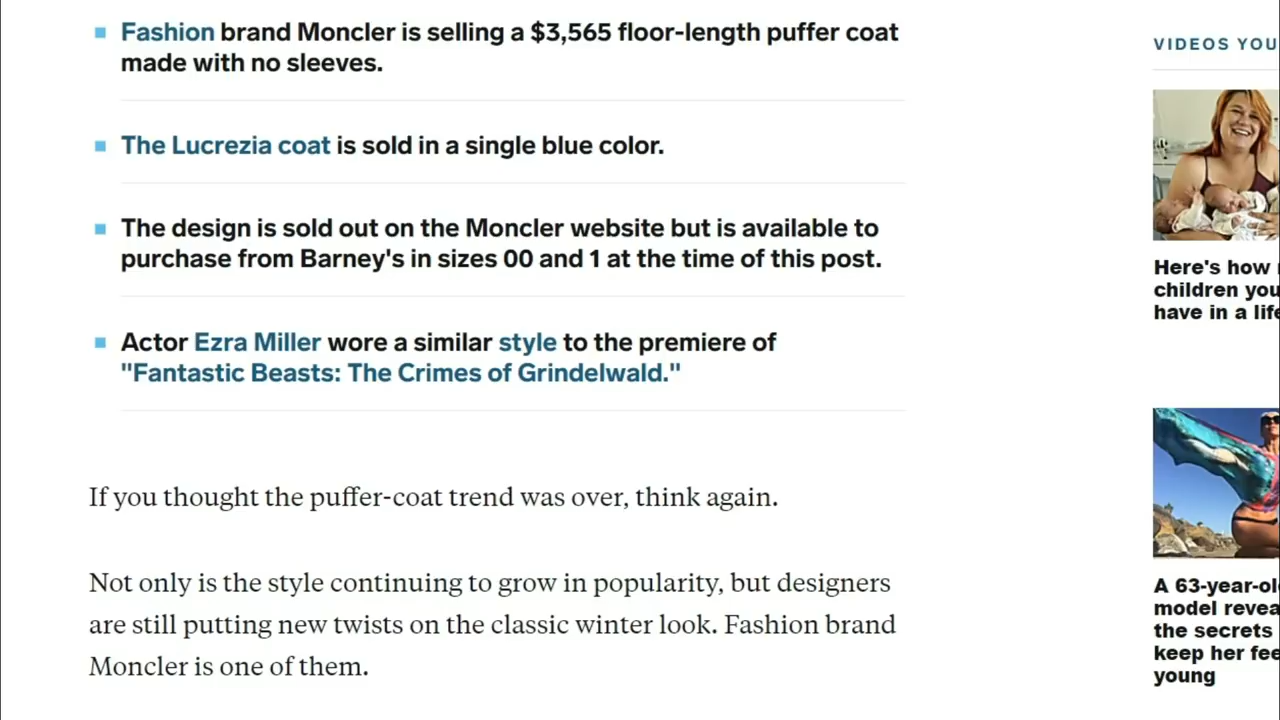 Fashion brand Moncler is selling a $3,565 floor-length puffer coat
made with no sleeves.
The Lucrezia coat is sold in a single blue color.
The design is sold out on the Moncler website but is available to
purchase from Barney's in sizes 00 and 1 at the time of this post.
Actor Ezra Miller wore a similar style to the premiere of
"Fantastic Beasts: The Crimes of Grindelwald."
If you thought the puffer-coat trend was over, think again.
Not only is the style continuing to grow in popularity, but designers
are still putting new twists on the classic winter look. Fashion brand
Moncler is one of them.
VIDEOS YOU
Here's how
children you
have in a life
A 63-year-ol
model revea
the secrets
keep her fee
young